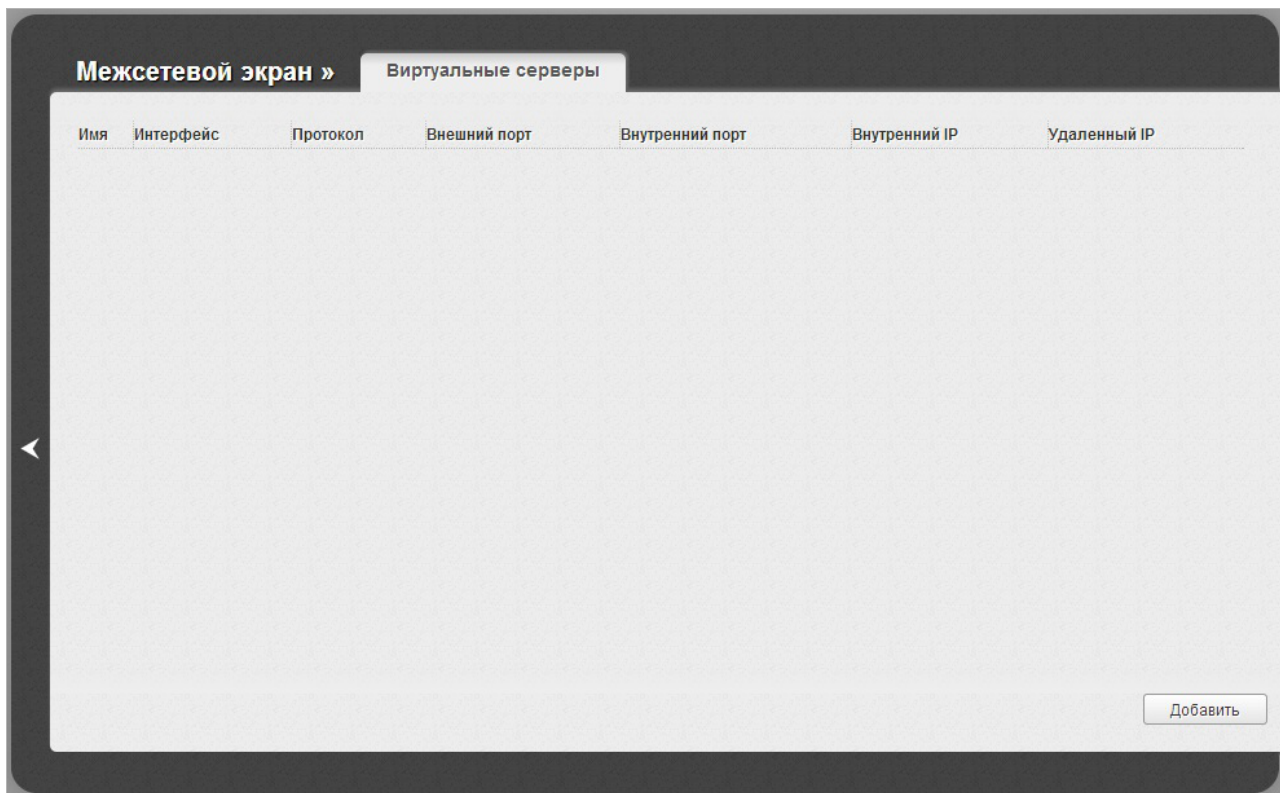 Межсетевой экран » Виртуальные серверы
Имя Интерфейс Протокол Внешний порт Внутренний порт Внутренний IP Удаленный IP
Добавить